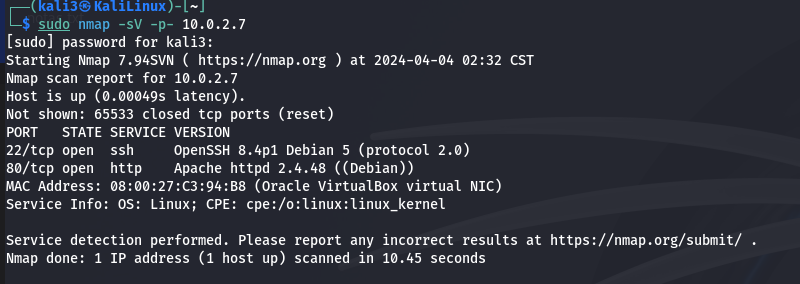 ┌──(kali3㉿KaliLinux)-[~]
└─$ sudo nmap -sV -p- 10.0.2.7
[sudo] password for kali3:
Starting Nmap 7.94SVN ( https://nmap.org ) at 2024-04-04 02:32 CST
Nmap scan report for 10.0.2.7
Host is up (0.00049s latency).
Not shown: 65533 closed tcp ports (reset)
PORT   STATE SERVICE VERSION
22/tcp open  ssh     OpenSSH 8.4p1 Debian 5 (protocol 2.0)
80/tcp open  http    Apache httpd 2.4.48 ((Debian))
MAC Address: 08:00:27:C3:94:B8 (Oracle VirtualBox virtual NIC)
Service Info: OS: Linux; CPE: cpe:/o:linux:linux_kernel

Service detection performed. Please report any incorrect results at https://nmap.org/submit/ .
Nmap done: 1 IP address (1 host up) scanned in 10.45 seconds